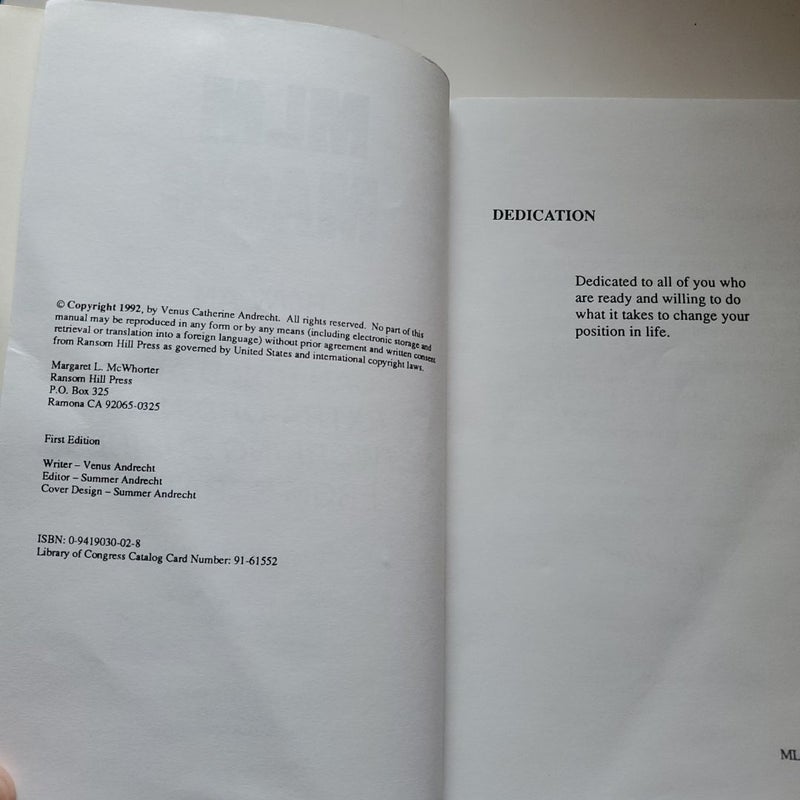 © Copyright 1992, by Venus Catherine Andrecht. All rights reserved. No part of this
manual may be reproduced in any form or by any means (including electronic storage and
retrieval or translation into a foreign language) without prior agreement and written consent
from Ransom Hill Press as governed by United States and international copyright laws.
Margaret L. McWhorter
Ransom Hill Press
P.O. Box 325
Ramona CA 92065-0325
First Edition
Writer – Venus Andrecht
Editor – Summer Andrecht
Cover Design – Summer Andrecht
ISBN: 0-9419030-02-8
Library of Congress Catalog Card Number: 91-61552
DEDICATION
Dedicated to all of you who
are ready and willing to do
what it takes to change your
position in life.
ML